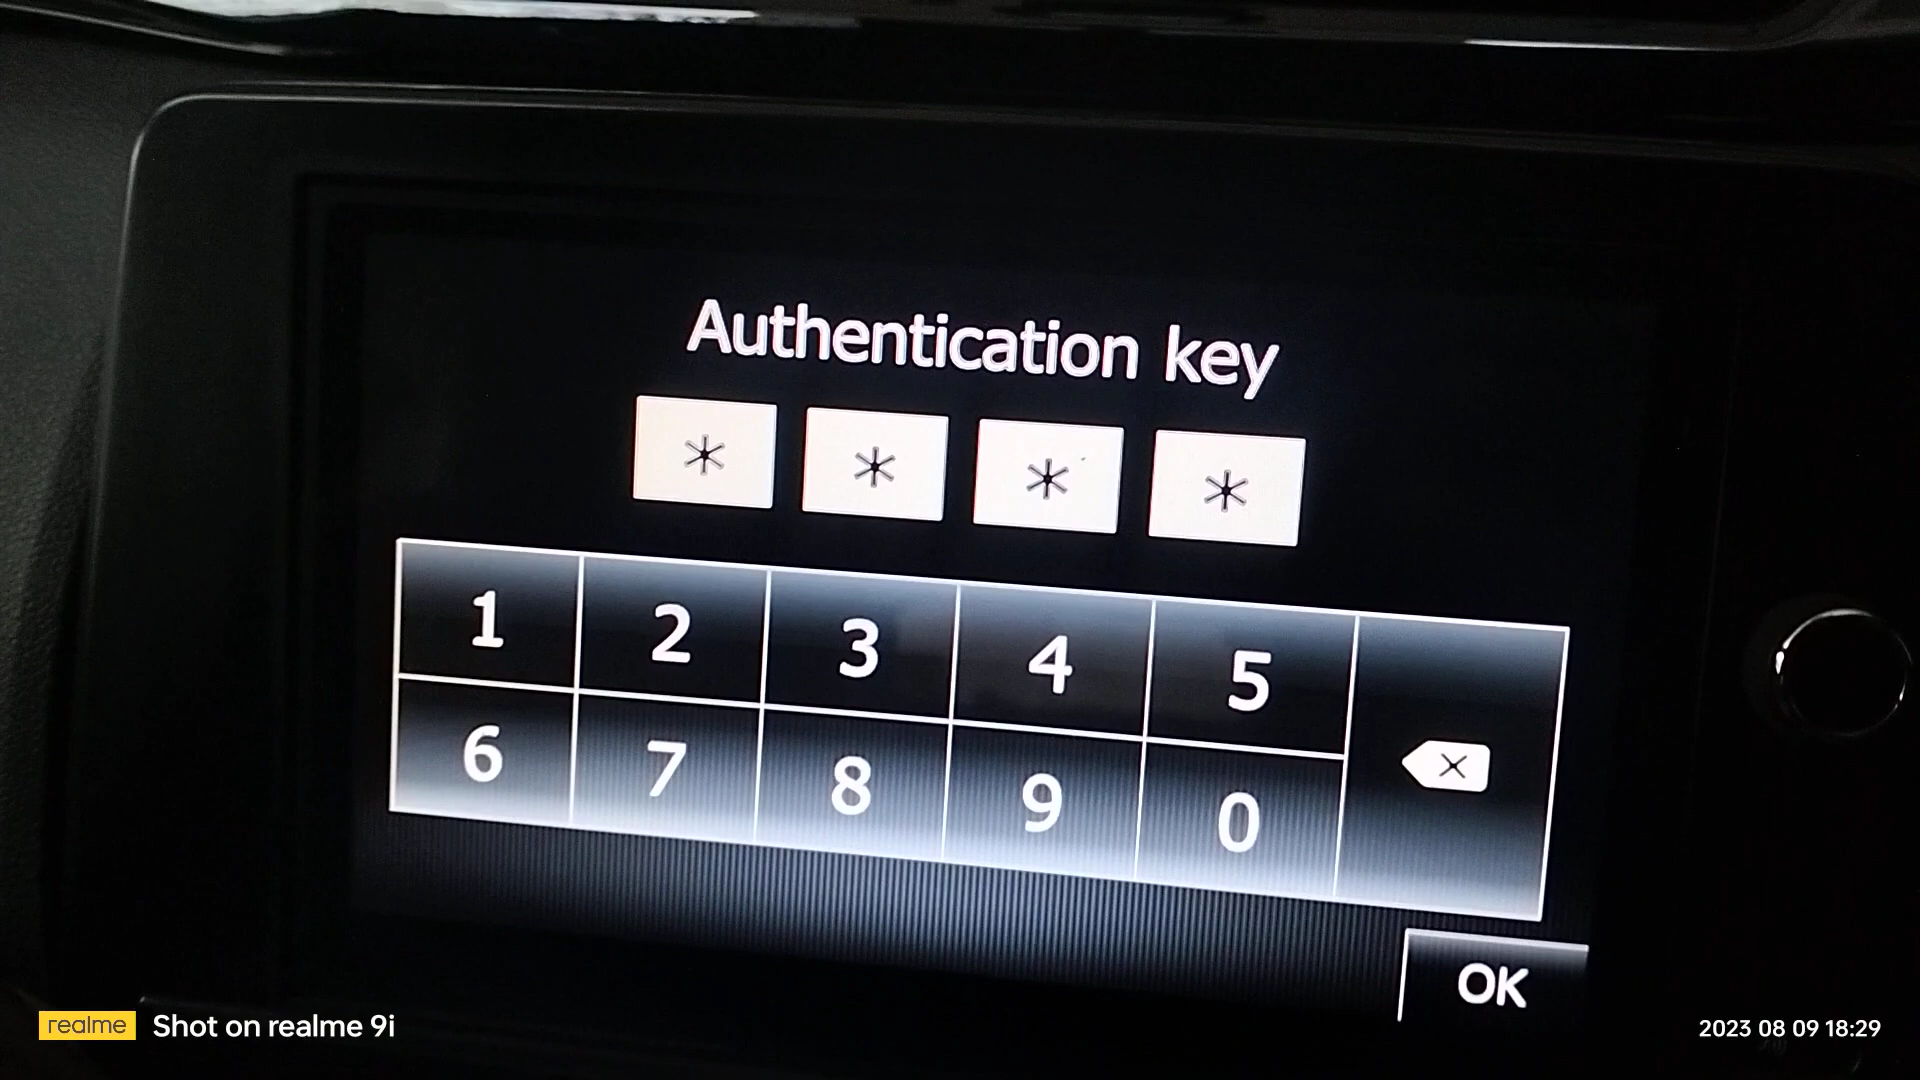 Authentication key
* * * *
1 2 3 4 5
6 7 8 9 0
OK
realme Shot on realme 9i
2023 08 09 18:29